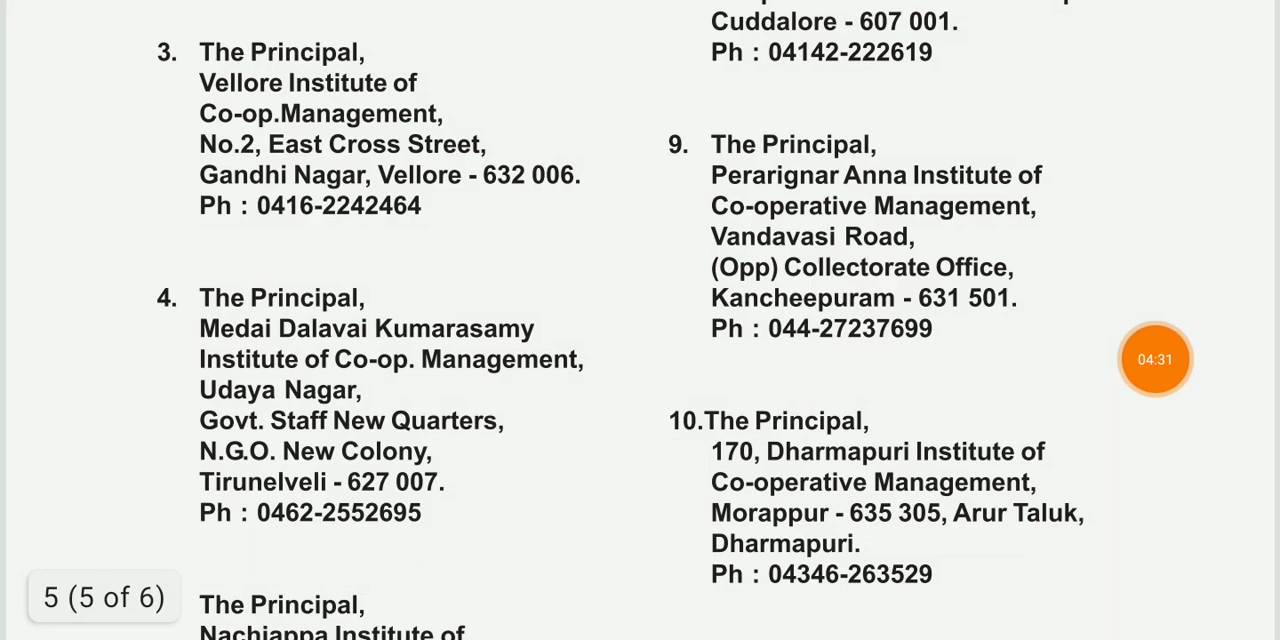 3. The Principal,
Vellore Institute of
Co-op.Management,
No.2, East Cross Street,
Gandhi Nagar, Vellore - 632 006.
Ph : 0416-2242464
4. The Principal,
Medai Dalavai Kumarasamy
Institute of Co-op. Management,
Udaya Nagar,
Govt. Staff New Quarters,
N.G.O. New Colony,
Tirunelveli - 627 007.
Ph : 0462-2552695
The Principal,
Nachiappa Institute of
Cuddalore - 607 001.
Ph : 04142-222619
9. The Principal,
Perarignar Anna Institute of
Co-operative Management,
Vandavasi Road,
(Opp) Collectorate Office,
Kancheepuram - 631 501.
Ph : 044-27237699
10.The Principal,
170, Dharmapuri Institute of
Co-operative Management,
Morappur - 635 305, Arur Taluk,
Dharmapuri.
Ph : 04346-263529
04:31
5 (5 of 6)